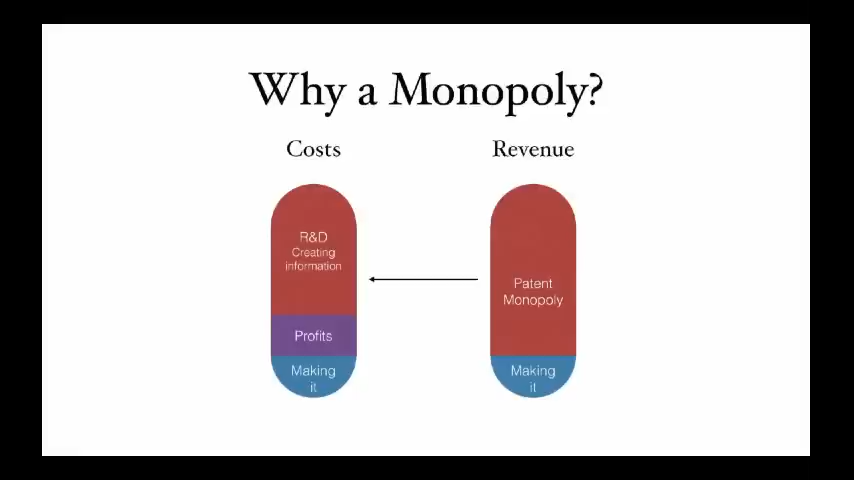 Why a Monopoly?
Costs
Revenue
R&D
Creating
information
Profits
Making
it
Patent
Monopoly
Making
it